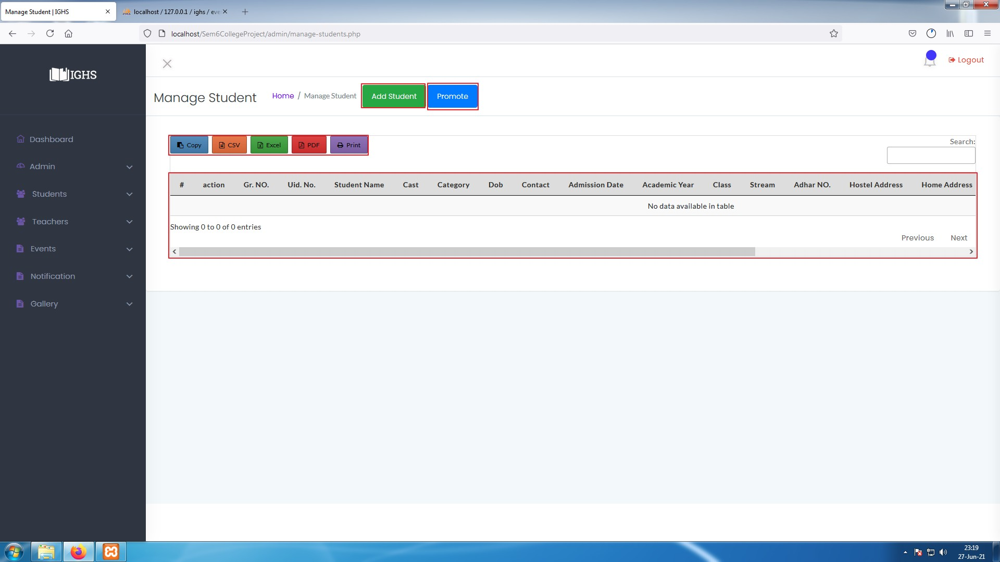 Manage Student | IGHS
localhost / 127.0.0.1 / ighs / eve
localhost/Sem6CollegeProject/admin/manage-students.php
IGHS
Logout
Manage Student
Home / Manage Student
Add Student
Promote
Dashboard
Admin
Students
Teachers
Events
Notification
Gallery
Copy CSV Excel PDF Print
Search:
# action Gr. NO. Uid. No. Student Name Cast Category Dob Contact Admission Date Academic Year Class Stream Adhar NO. Hostel Address Home Address
No data available in table
Showing 0 to 0 of 0 entries
Previous Next
23:19
27-Jun-21